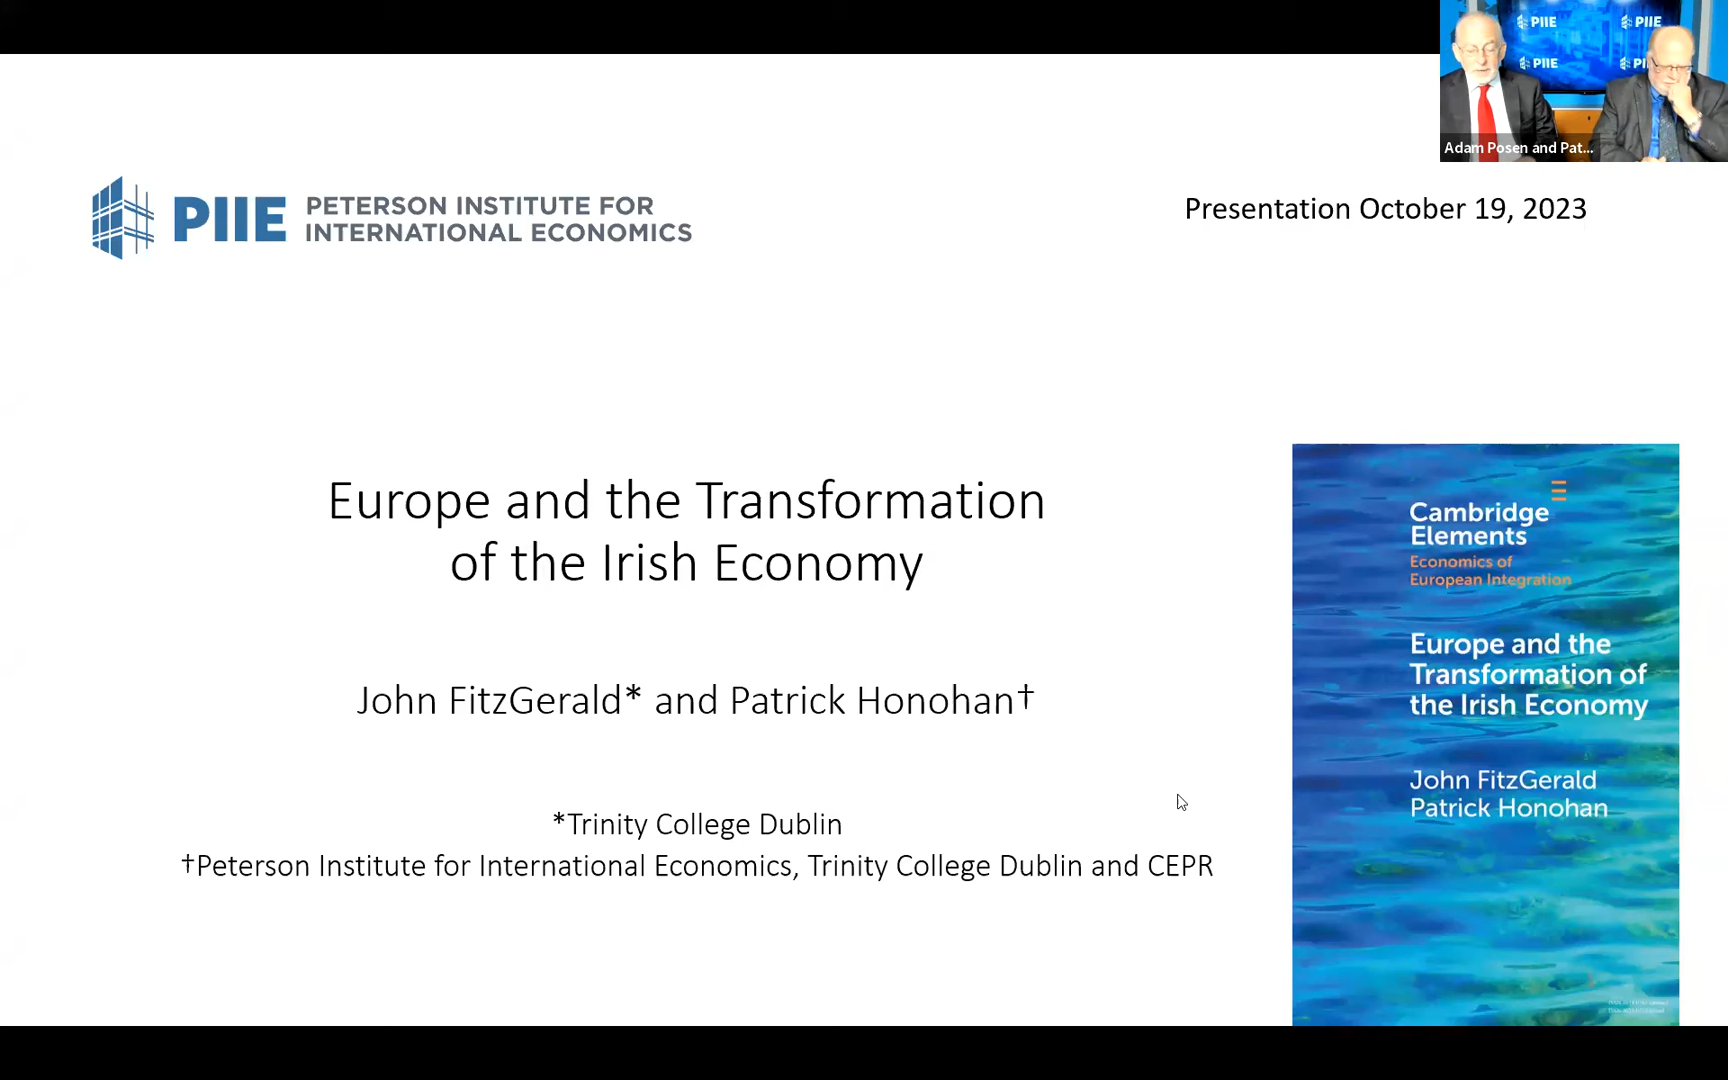 PIIE
PIIE
PIIE
PI
Adam Posen and Pat...
PIIE
PETERSON INSTITUTE FOR
INTERNATIONAL ECONOMICS
Presentation October 19, 2023
Europe and the Transformation
of the Irish Economy
John FitzGerald* and Patrick Honohan†
*Trinity College Dublin
†Peterson Institute for International Economics, Trinity College Dublin and CEPR
Cambridge
Elements
Economics of
European Integration
Europe and the
Transformation of
the Irish Economy
John FitzGerald
Patrick Honohan